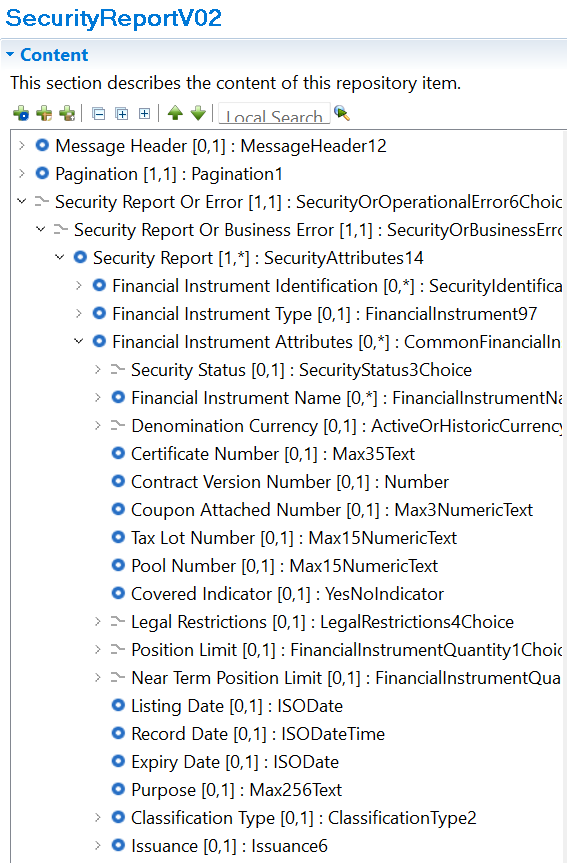 SecurityReportV02
Content
This section describes the content of this repository item.
Local Search
Message Header [0,1] : MessageHeader12
Pagination [1,1] : Pagination1
Security Report Or Error [1,1] : SecurityOrOperationalError6Choic
Security Report Or Business Error [1,1] : SecurityOrBusinessErro
Security Report [1,*] : SecurityAttributes14
Financial Instrument Identification [0,*] : SecurityIdentifica
Financial Instrument Type [0,1] : FinancialInstrument97
Financial Instrument Attributes [0,*] : CommonFinancialIn
Security Status [0,1] : SecurityStatus3Choice
Financial Instrument Name [0,*] : FinancialInstrumentNa
Denomination Currency [0,1] : ActiveOrHistoricCurrency
Certificate Number [0,1] : Max35Text
Contract Version Number [0,1] : Number
Coupon Attached Number [0,1] : Max3NumericText
Tax Lot Number [0,1] : Max15NumericText
Pool Number [0,1] : Max15NumericText
Covered Indicator [0,1] : YesNoIndicator
Legal Restrictions [0,1] : LegalRestrictions4Choice
Position Limit [0,1] : FinancialInstrumentQuantity1Choic
Near Term Position Limit [0,1] : FinancialInstrumentQua
Listing Date [0,1] : ISODate
Record Date [0,1] : ISODateTime
Expiry Date [0,1] : ISODate
Purpose [0,1] : Max256Text
Classification Type [0,1] : ClassificationType2
Issuance [0,1] : Issuance6